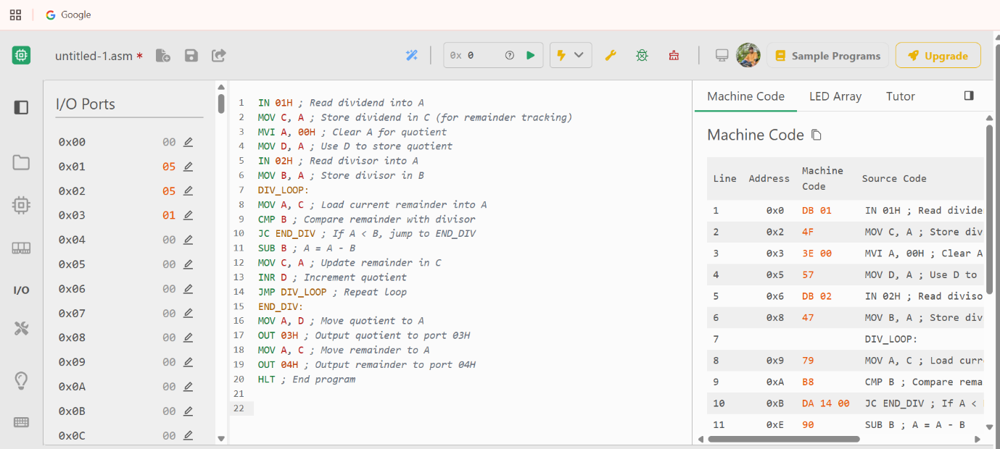 Google
untitled-1.asm *
0x 0
Sample Programs
Upgrade
I/O Ports
0x00 00
0x01 05
0x02 05
0x03 01
0x04 00
0x05 00
0x06 00
0x07 00
0x08 00
0x09 00
0x0A 00
0x0B 00
0x0C 00
I/O
1 IN 01H ; Read dividend into A
2 MOV C, A ; Store dividend in C (for remainder tracking)
3 MVI A, 00H ; Clear A for quotient
4 MOV D, A ; Use D to store quotient
5 IN 02H ; Read divisor into A
6 MOV B, A ; Store divisor in B
7 DIV_LOOP:
8 MOV A, C ; Load current remainder into A
9 CMP B ; Compare remainder with divisor
10 JC END_DIV ; If A < B, jump to END_DIV
11 SUB B ; A = A - B
12 MOV C, A ; Update remainder in C
13 INR D ; Increment quotient
14 JMP DIV_LOOP ; Repeat loop
15 END_DIV:
16 MOV A, D ; Move quotient to A
17 OUT 03H ; Output quotient to port 03H
18 MOV A, C ; Move remainder to A
19 OUT 04H ; Output remainder to port 04H
20 HLT ; End program
21
22
Machine Code LED Array Tutor
Machine Code
Line Address Machine Code Source Code
1 0x0 DB 01 IN 01H ; Read divide
2 0x2 4F MOV C, A ; Store div
3 0x3 3E 00 MVI A, 00H ; Clear A
4 0x5 57 MOV D, A ; Use D to
5 0x6 DB 02 IN 02H ; Read diviso
6 0x8 47 MOV B, A ; Store div
7 DIV_LOOP:
8 0x9 79 MOV A, C ; Load curr
9 0xA B8 CMP B ; Compare rema
10 0xB DA 14 00 JC END_DIV ; If A <
11 0xE 90 SUB B ; A = A - B